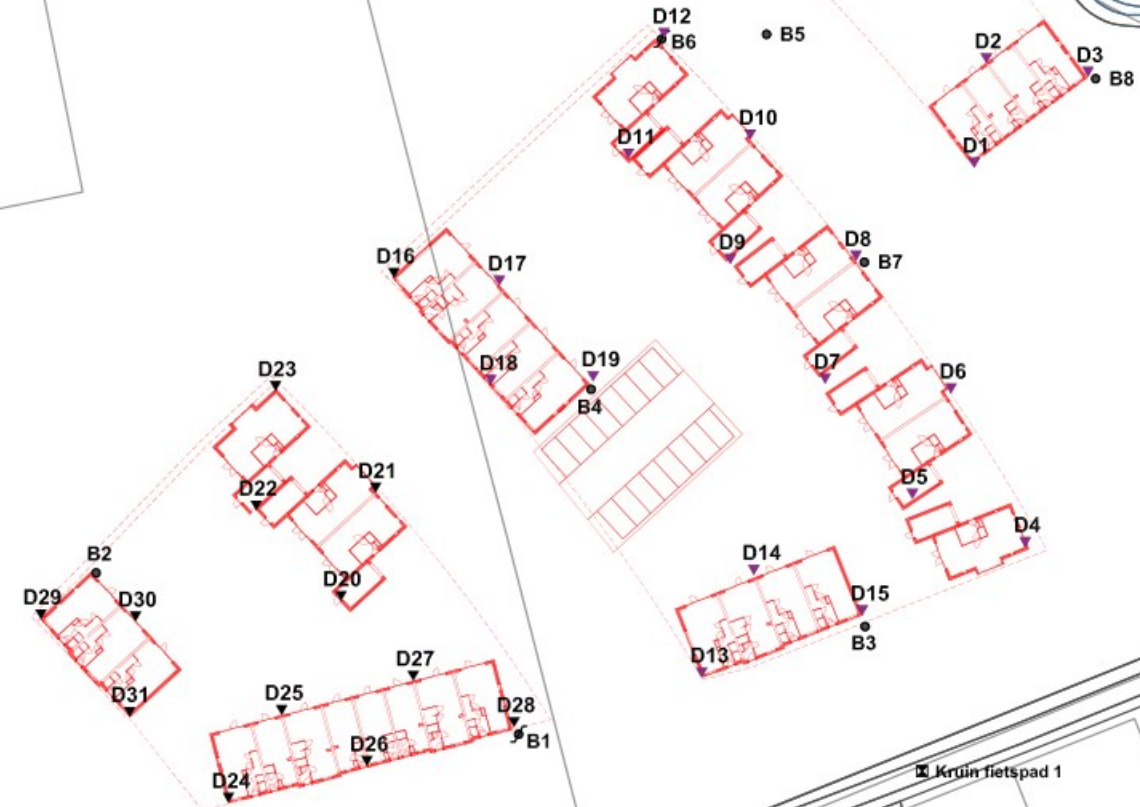 D12
B6
B5
D2
D3
B8
D10
D11
D1
D9
D8
B7
D16
D17
D7
D18
D19
B4
D6
D23
D5
D21
D22
D4
B2
D14
D20
D29
D30
D15
B3
D13
D27
D31
D25
D28
B1
D26
D24
Kruin fietspad 1